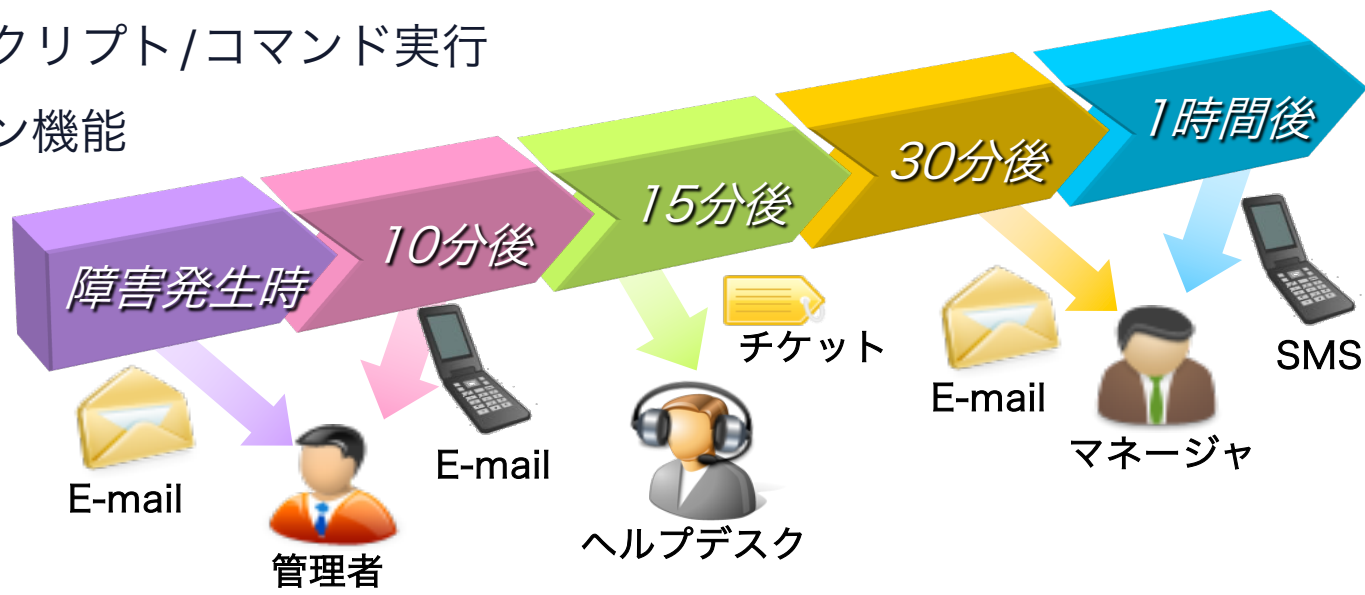 クリプト/コマンド実行
ン機能
障害発生時
10分後
15分後
30分後
1時間後
E-mail
管理者
E-mail
チケット
ヘルプデスク
E-mail
マネージャ
SMS